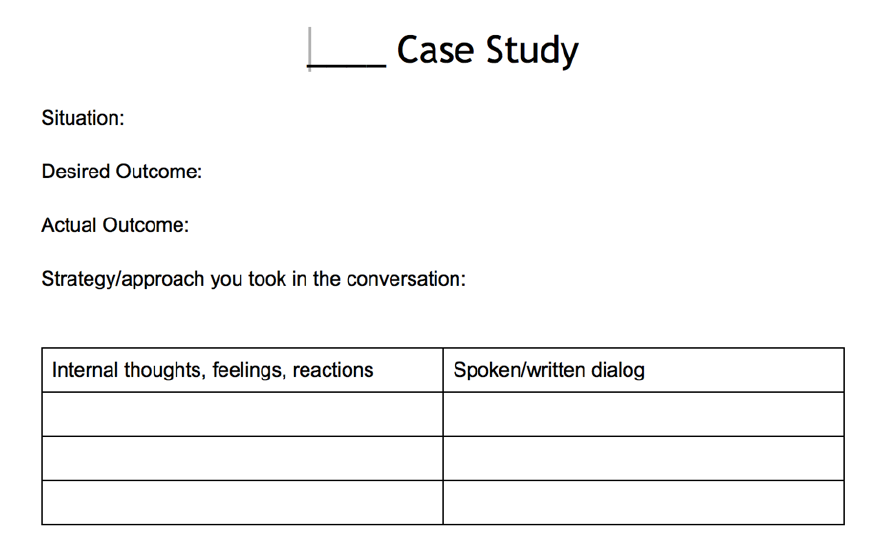 ____ Case Study
Situation:
Desired Outcome:
Actual Outcome:
Strategy/approach you took in the conversation:
Internal thoughts, feelings, reactions
Spoken/written dialog